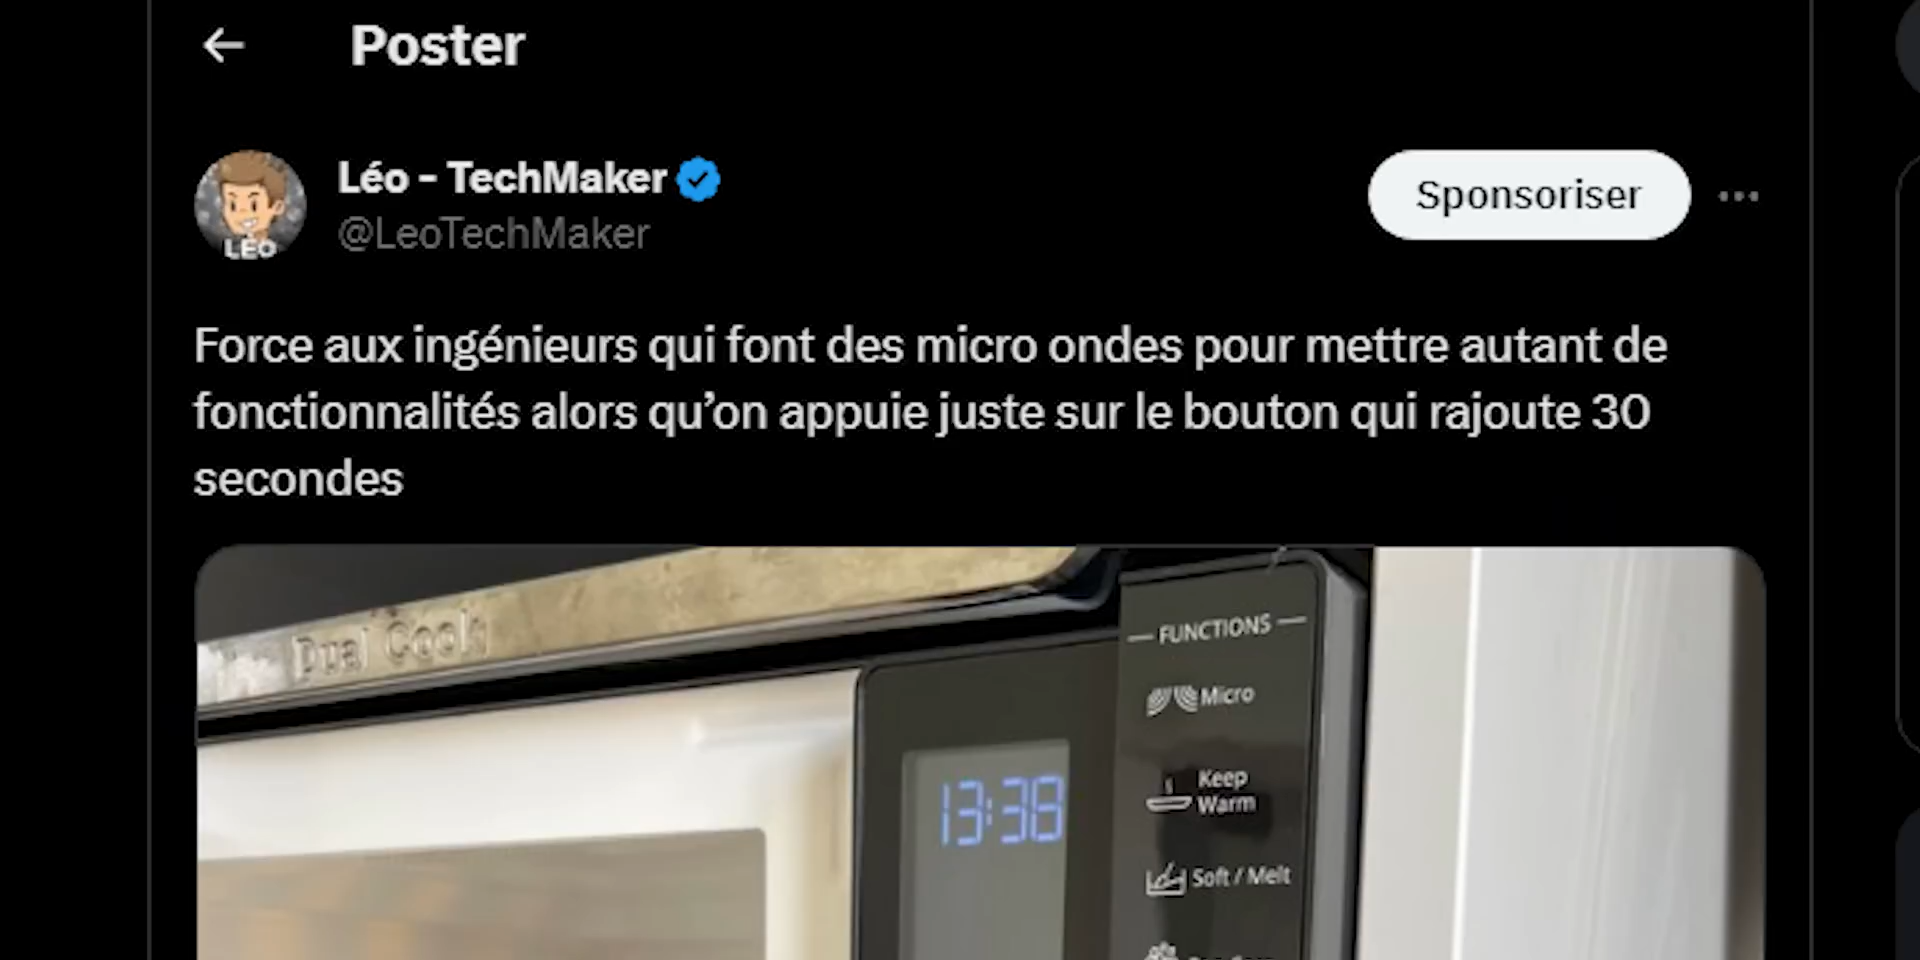 Poster
Léo - TechMaker
@LeoTechMaker
Sponsoriser
Force aux ingénieurs qui font des micro ondes pour mettre autant de
fonctionnalités alors qu’on appuie juste sur le bouton qui rajoute 30
secondes
LÉO
Dual Cook
FUNCTIONS
Micro
13:38
Keep
Warm
Soft / Melt